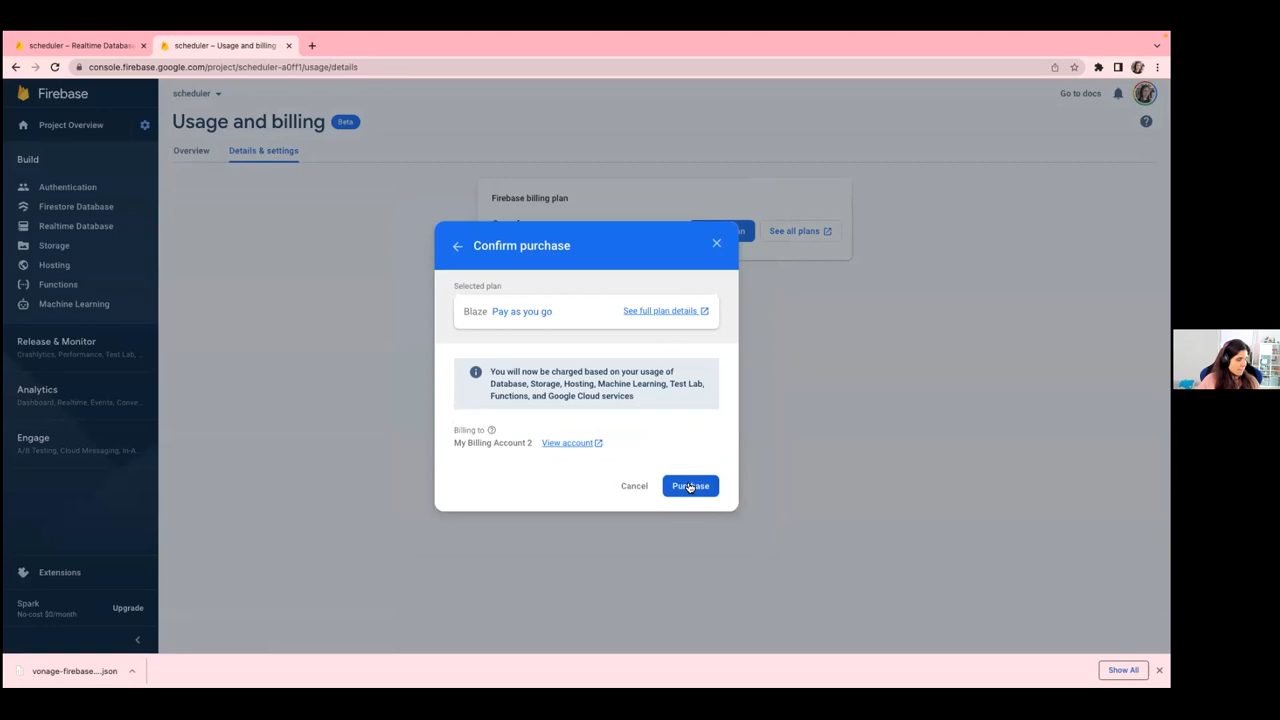 scheduler – Realtime Databas
scheduler – Usage and billing
console.firebase.google.com/project/scheduler-a0ff1/usage/details
Firebase
scheduler
Go to docs
Project Overview
Usage and billing
Beta
Overview
Details & settings
Build
Authentication
Firestore Database
Realtime Database
Storage
Hosting
Functions
Machine Learning
Release & Monitor
Crashlytics, Performance, Test Lab, ...
Analytics
Dashboard, Realtime, Events, Conve...
Engage
A/B Testing, Cloud Messaging, In-A...
Extensions
Spark
No-cost $0/month
Upgrade
Firebase billing plan
See all plans
Confirm purchase
Selected plan
Blaze Pay as you go
See full plan details
You will now be charged based on your usage of
Database, Storage, Hosting, Machine Learning, Test Lab,
Functions, and Google Cloud services
Billing to
My Billing Account 2 View account
Cancel
Purchase
vonage-firebase....json
Show All